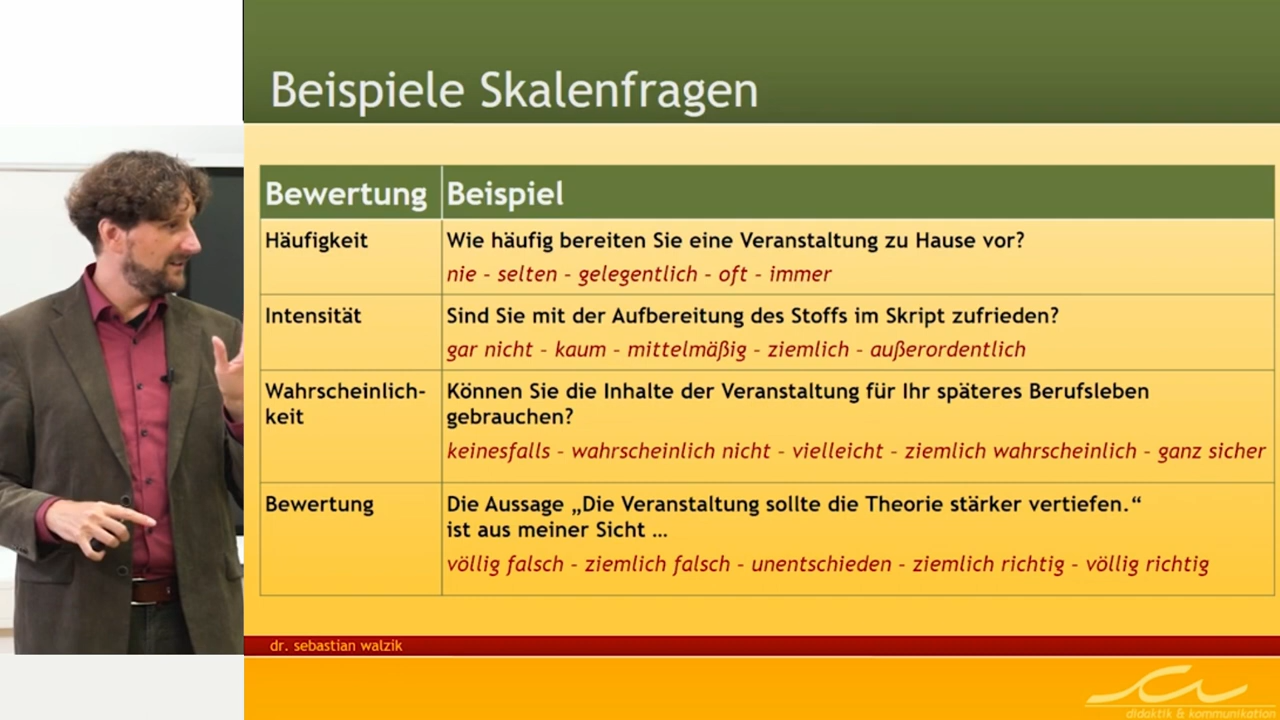 Beispiele Skalenfragen
Bewertung Beispiel
Häufigkeit Wie häufig bereiten Sie eine Veranstaltung zu Hause vor?
nie – selten – gelegentlich – oft – immer
Intensität Sind Sie mit der Aufbereitung des Stoffs im Skript zufrieden?
gar nicht – kaum – mittelmäßig – ziemlich – außerordentlich
Wahrscheinlich- Können Sie die Inhalte der Veranstaltung für Ihr späteres Berufsleben
keit gebrauchen?
keinesfalls – wahrscheinlich nicht – vielleicht – ziemlich wahrscheinlich – ganz sicher
Bewertung Die Aussage „Die Veranstaltung sollte die Theorie stärker vertiefen.“
ist aus meiner Sicht …
völlig falsch – ziemlich falsch – unentschieden – ziemlich richtig – völlig richtig
dr. sebastian walzik
didaktik & kommunikation